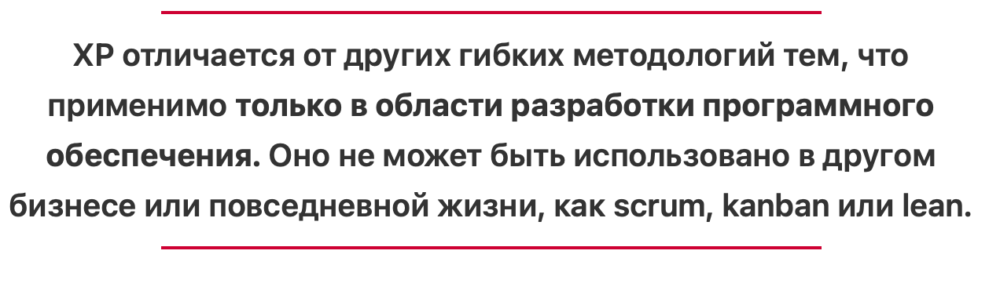 XP отличается от других гибких методологий тем, что
применимо только в области разработки программного
обеспечения. Оно не может быть использовано в другом
бизнесе или повседневной жизни, как scrum, kanban или lean.